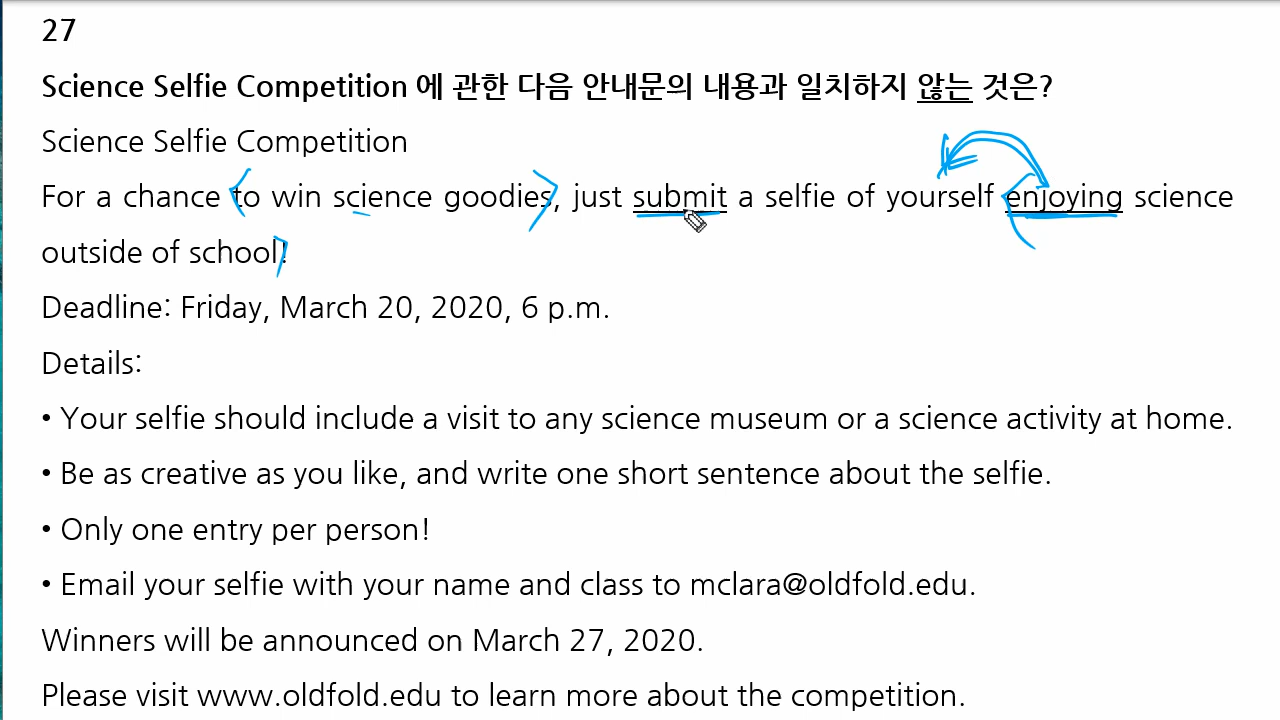 27
Science Selfie Competition 에 관한 다음 안내문의 내용과 일치하지 않는 것은?
Science Selfie Competition
For a chance to win science goodies, just submit a selfie of yourself enjoying science
outside of school!
Deadline: Friday, March 20, 2020, 6 p.m.
Details:
• Your selfie should include a visit to any science museum or a science activity at home.
• Be as creative as you like, and write one short sentence about the selfie.
• Only one entry per person!
• Email your selfie with your name and class to mclara@oldfold.edu.
Winners will be announced on March 27, 2020.
Please visit www.oldfold.edu to learn more about the competition.